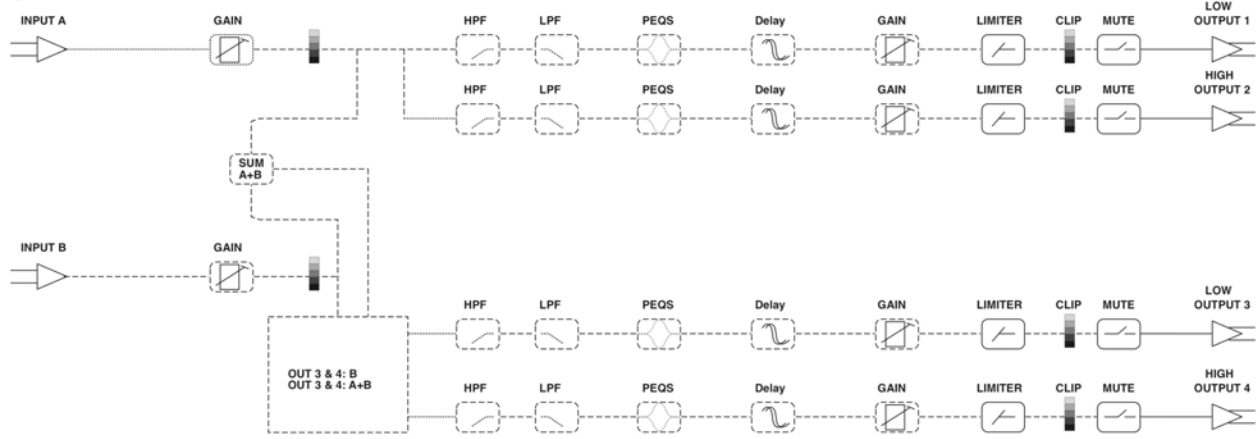 INPUT A
GAIN
HPF
LPF
PEQS
Delay
GAIN
LIMITER
CLIP
MUTE
LOW
OUTPUT 1
HPF
LPF
PEQS
Delay
GAIN
LIMITER
CLIP
MUTE
HIGH
OUTPUT 2
SUM
A+B
INPUT B
GAIN
HPF
LPF
PEQS
Delay
GAIN
LIMITER
CLIP
MUTE
LOW
OUTPUT 3
OUT 3 & 4: B
OUT 3 & 4: A+B
HPF
LPF
PEQS
Delay
GAIN
LIMITER
CLIP
MUTE
HIGH
OUTPUT 4